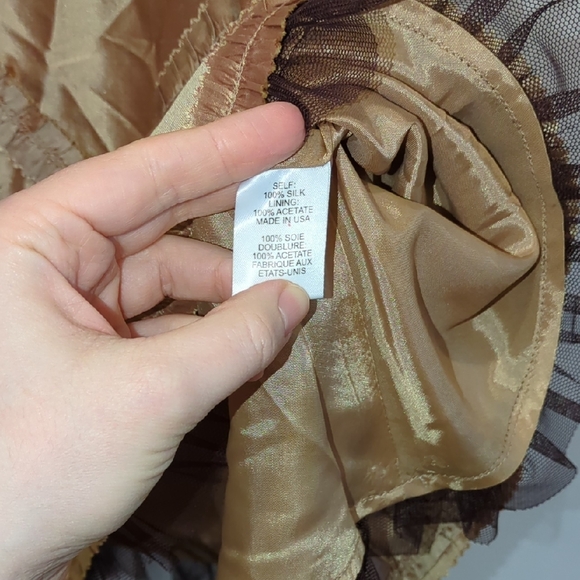 SELF:
100% SILK
LINING:
100% ACETATE
MADE IN USA
100% SOIE
DOUBLURE:
100% ACETATE
FABRIQUE AUX
ETATS-UNIS